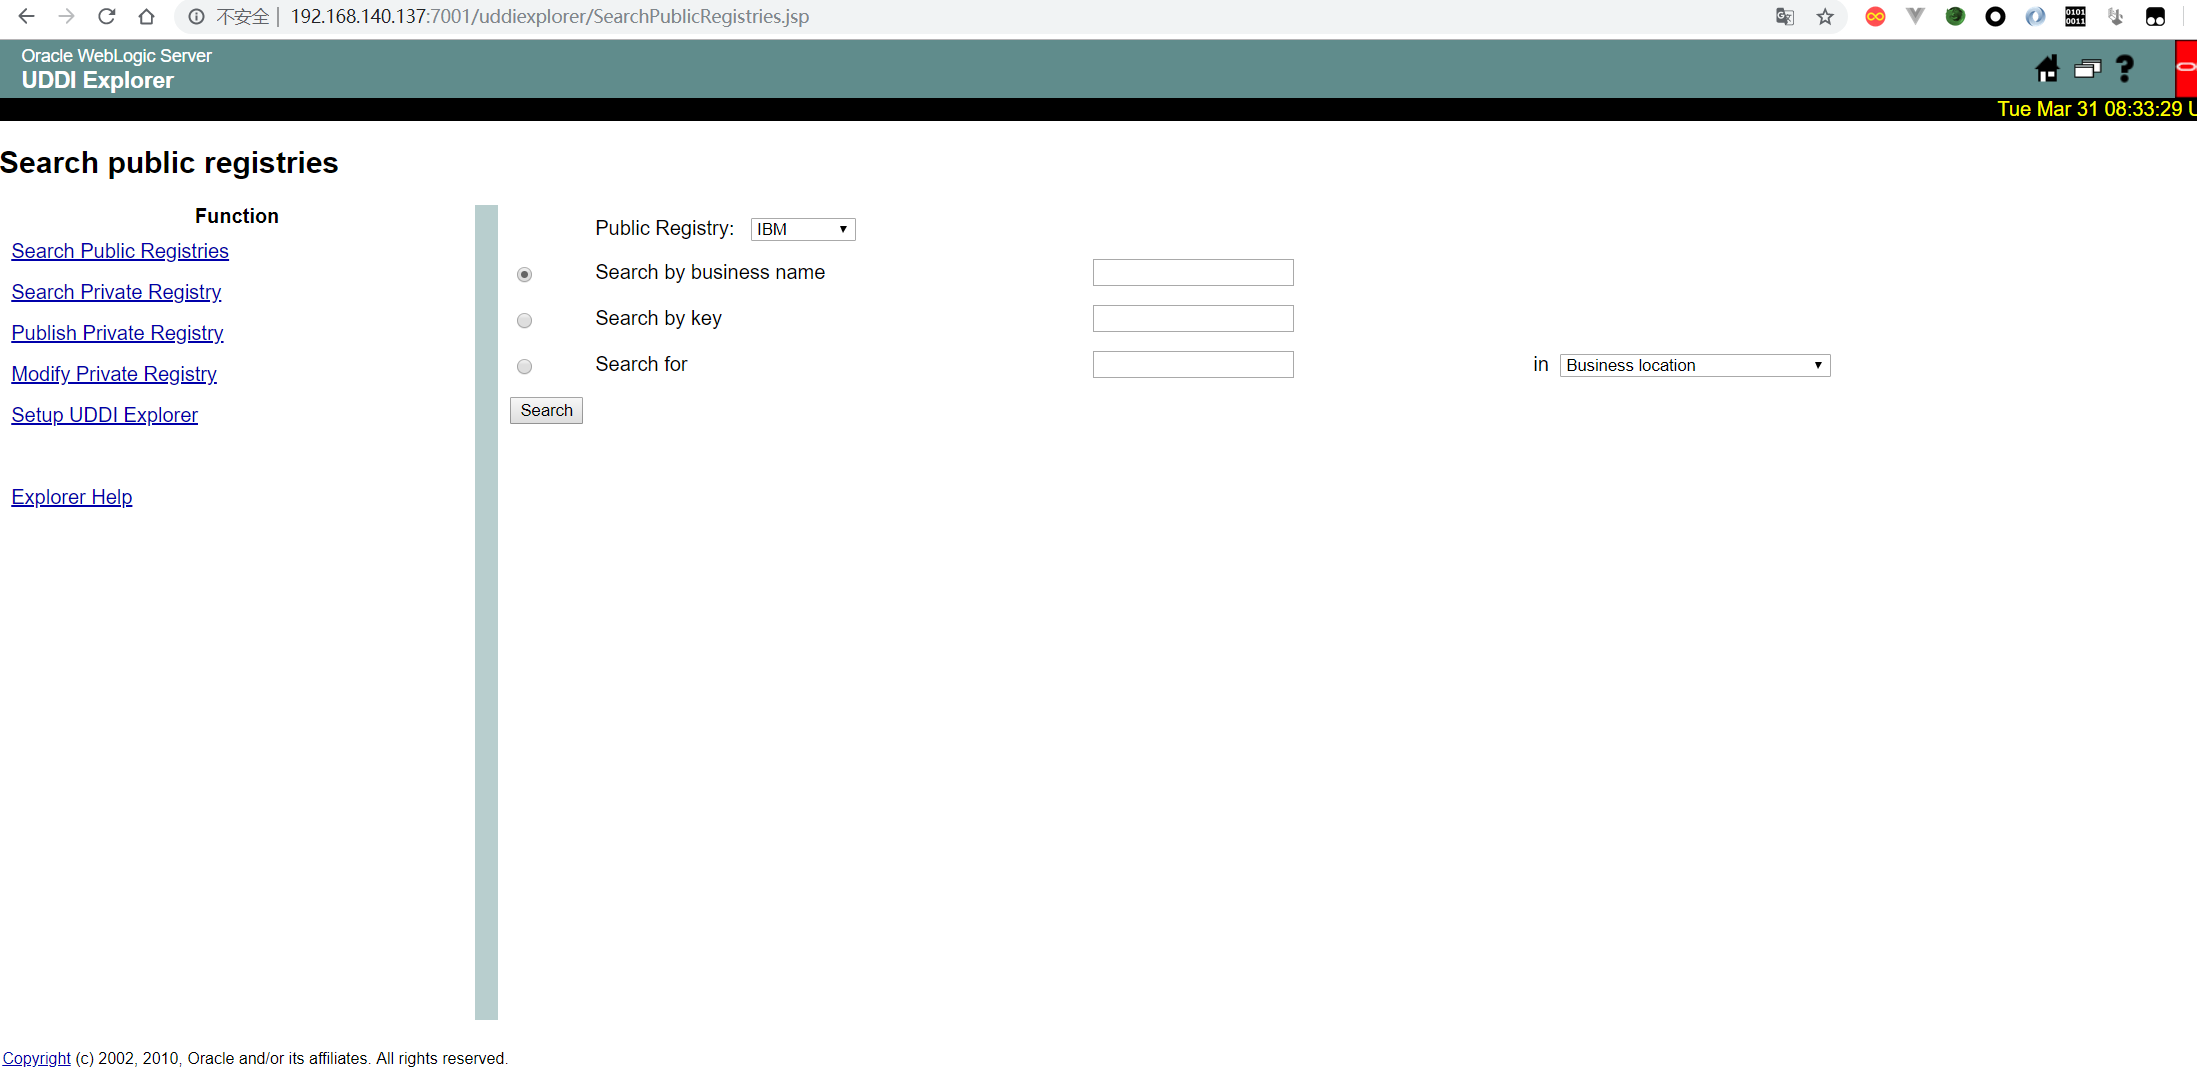 不安全 | 192.168.140.137:7001/uddiexplorer/SearchPublicRegistries.jsp
0101
0011
Oracle WebLogic Server
UDDI Explorer
Tue Mar 31 08:33:29 U
Search public registries
Function
Search Public Registries
Search Private Registry
Publish Private Registry
Modify Private Registry
Setup UDDI Explorer
Explorer Help
Public Registry: IBM
Search by business name
Search by key
Search for in Business location
Search
Copyright (c) 2002, 2010, Oracle and/or its affiliates. All rights reserved.